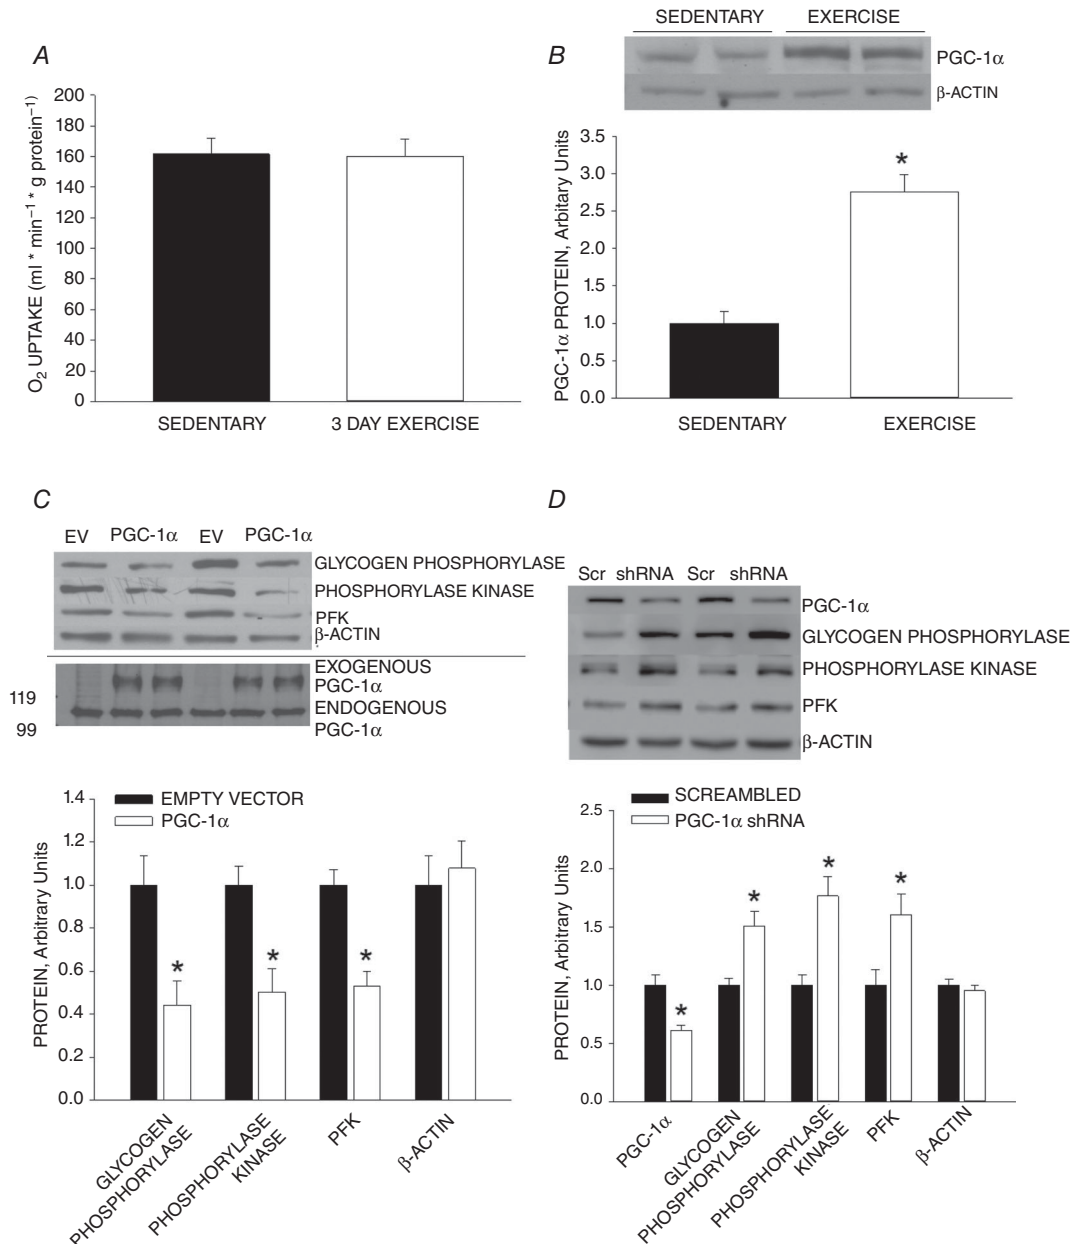 A
O₂ UPTAKE (ml * min⁻¹ * g protein⁻¹)
200
180
160
140
120
100
80
60
40
20
0
SEDENTARY
3 DAY EXERCISE
B
SEDENTARY
EXERCISE
PGC-1α
β-ACTIN
PGC-1α PROTEIN, Arbitary Units
3.5
3.0
2.5
2.0
1.5
1.0
0.5
0.0
*
SEDENTARY
EXERCISE
C
EV PGC-1α EV PGC-1α
GLYCOGEN PHOSPHORYLASE
PHOSPHORYLASE KINASE
PFK
β-ACTIN
EXOGENOUS
PGC-1α
ENDOGENOUS
PGC-1α
119
99
PROTEIN, Arbitrary Units
1.4
1.2
1.0
0.8
0.6
0.4
0.2
0.0
EMPTY VECTOR
PGC-1α
*
*
*
GLYCOGEN
PHOSPHORYLASE
PHOSPHORYLASE
KINASE
PFK
β-ACTIN
D
Scr shRNA Scr shRNA
PGC-1α
GLYCOGEN PHOSPHORYLASE
PHOSPHORYLASE KINASE
PFK
β-ACTIN
PROTEIN, Arbitrary Units
2.5
2.0
1.5
1.0
0.5
0.0
SCREAMBLED
PGC-1α shRNA
*
*
*
*
PGC-1α
GLYCOGEN
PHOSPHORYLASE
PHOSPHORYLASE
KINASE
PFK
β-ACTIN